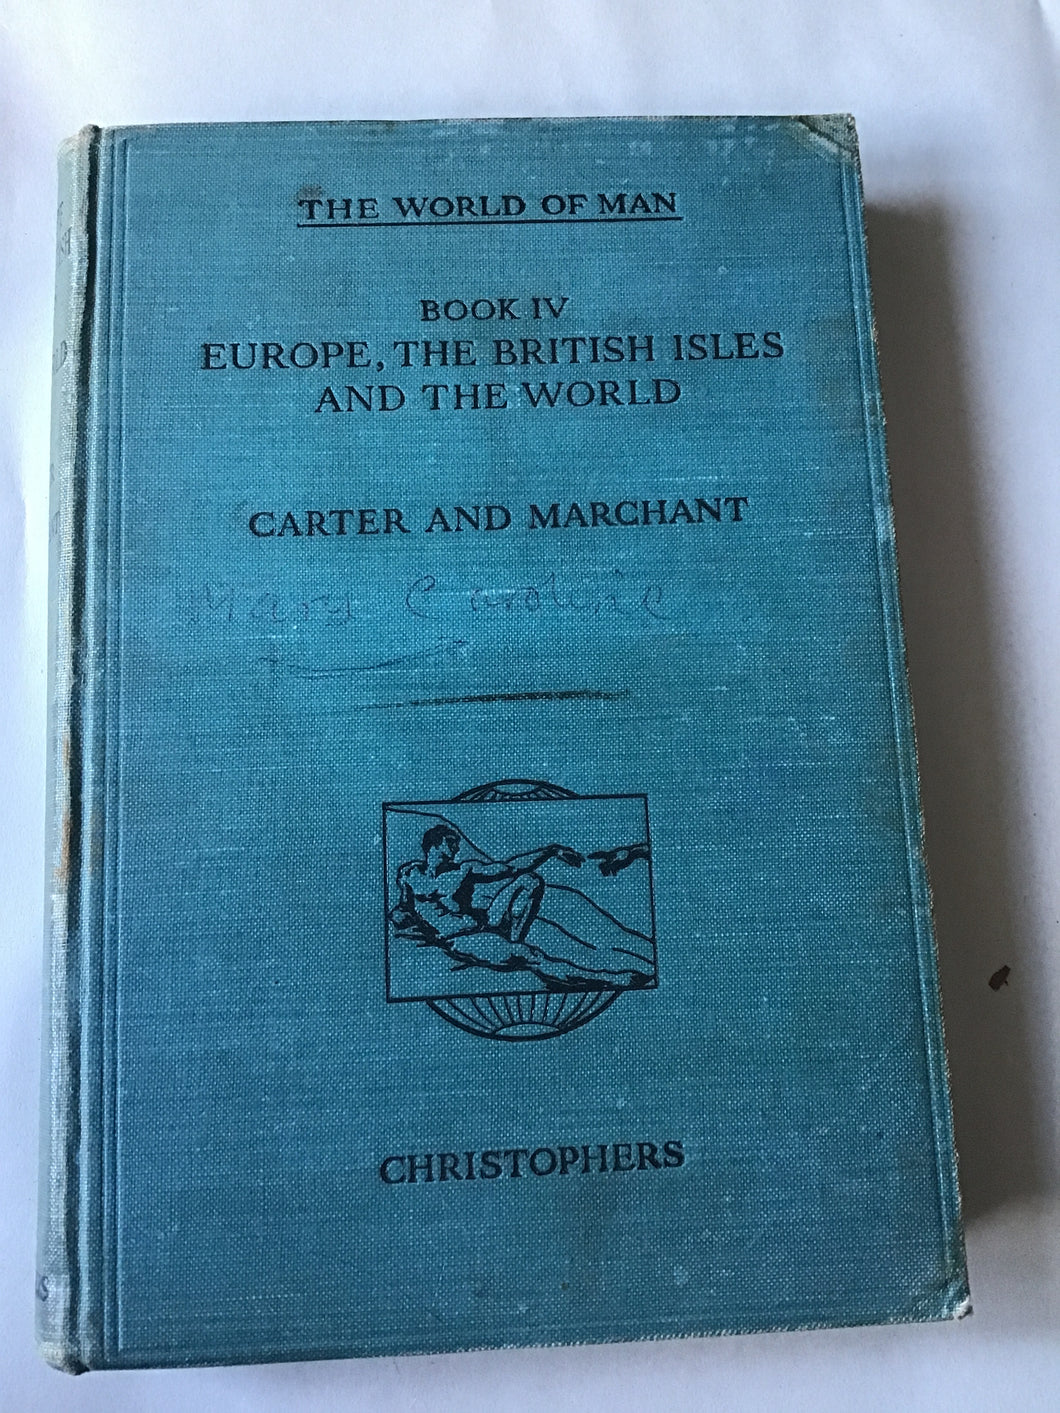 THE WORLD OF MAN
BOOK IV
EUROPE, THE BRITISH ISLES
AND THE WORLD
CARTER AND MARCHANT
Mary Caroline
CHRISTOPHERS